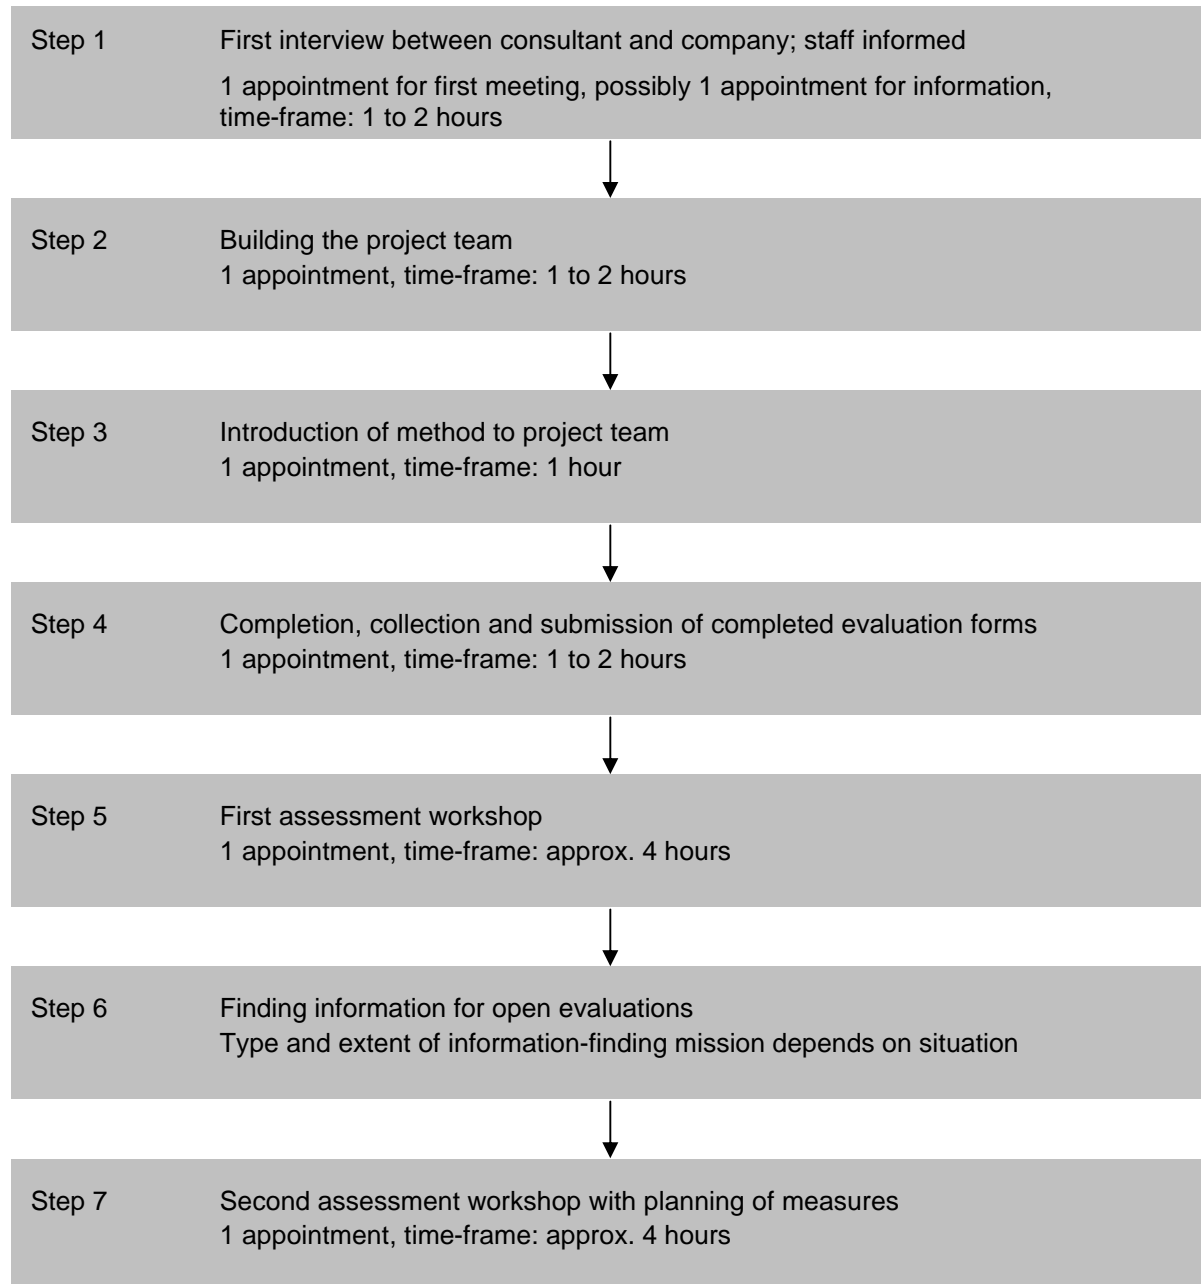 Step 1 First interview between consultant and company; staff informed
1 appointment for first meeting, possibly 1 appointment for information,
time-frame: 1 to 2 hours
Step 2 Building the project team
1 appointment, time-frame: 1 to 2 hours
Step 3 Introduction of method to project team
1 appointment, time-frame: 1 hour
Step 4 Completion, collection and submission of completed evaluation forms
1 appointment, time-frame: 1 to 2 hours
Step 5 First assessment workshop
1 appointment, time-frame: approx. 4 hours
Step 6 Finding information for open evaluations
Type and extent of information-finding mission depends on situation
Step 7 Second assessment workshop with planning of measures
1 appointment, time-frame: approx. 4 hours